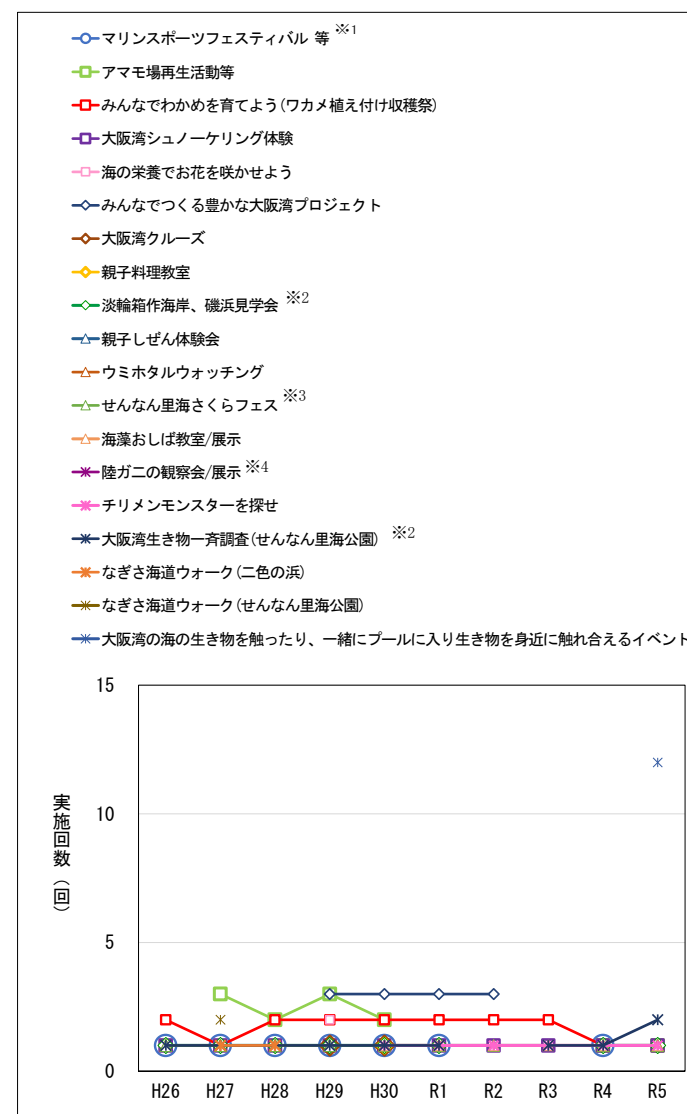 マリンスポーツフェスティバル 等 ※1
アマモ場再生活動等
みんなでわかめを育てよう(ワカメ植え付け収穫祭)
大阪湾シュノーケリング体験
海の栄養でお花を咲かせよう
みんなでつくる豊かな大阪湾プロジェクト
大阪湾クルーズ
親子料理教室
淡輪箱作海岸、磯浜見学会 ※2
親子しぜん体験会
ウミホタルウォッチング
せんなん里海さくらフェス ※3
海藻おしば教室/展示
陸ガニの観察会/展示 ※4
チリメンモンスターを探せ
大阪湾生き物一斉調査(せんなん里海公園) ※2
なぎさ海道ウォーク(二色の浜)
なぎさ海道ウォーク(せんなん里海公園)
大阪湾の海の生き物を触ったり、一緒にプールに入り生き物を身近に触れ合えるイベント
実施回数(回)
15
10
5
0
H26 H27 H28 H29 H30 R1 R2 R3 R4 R5